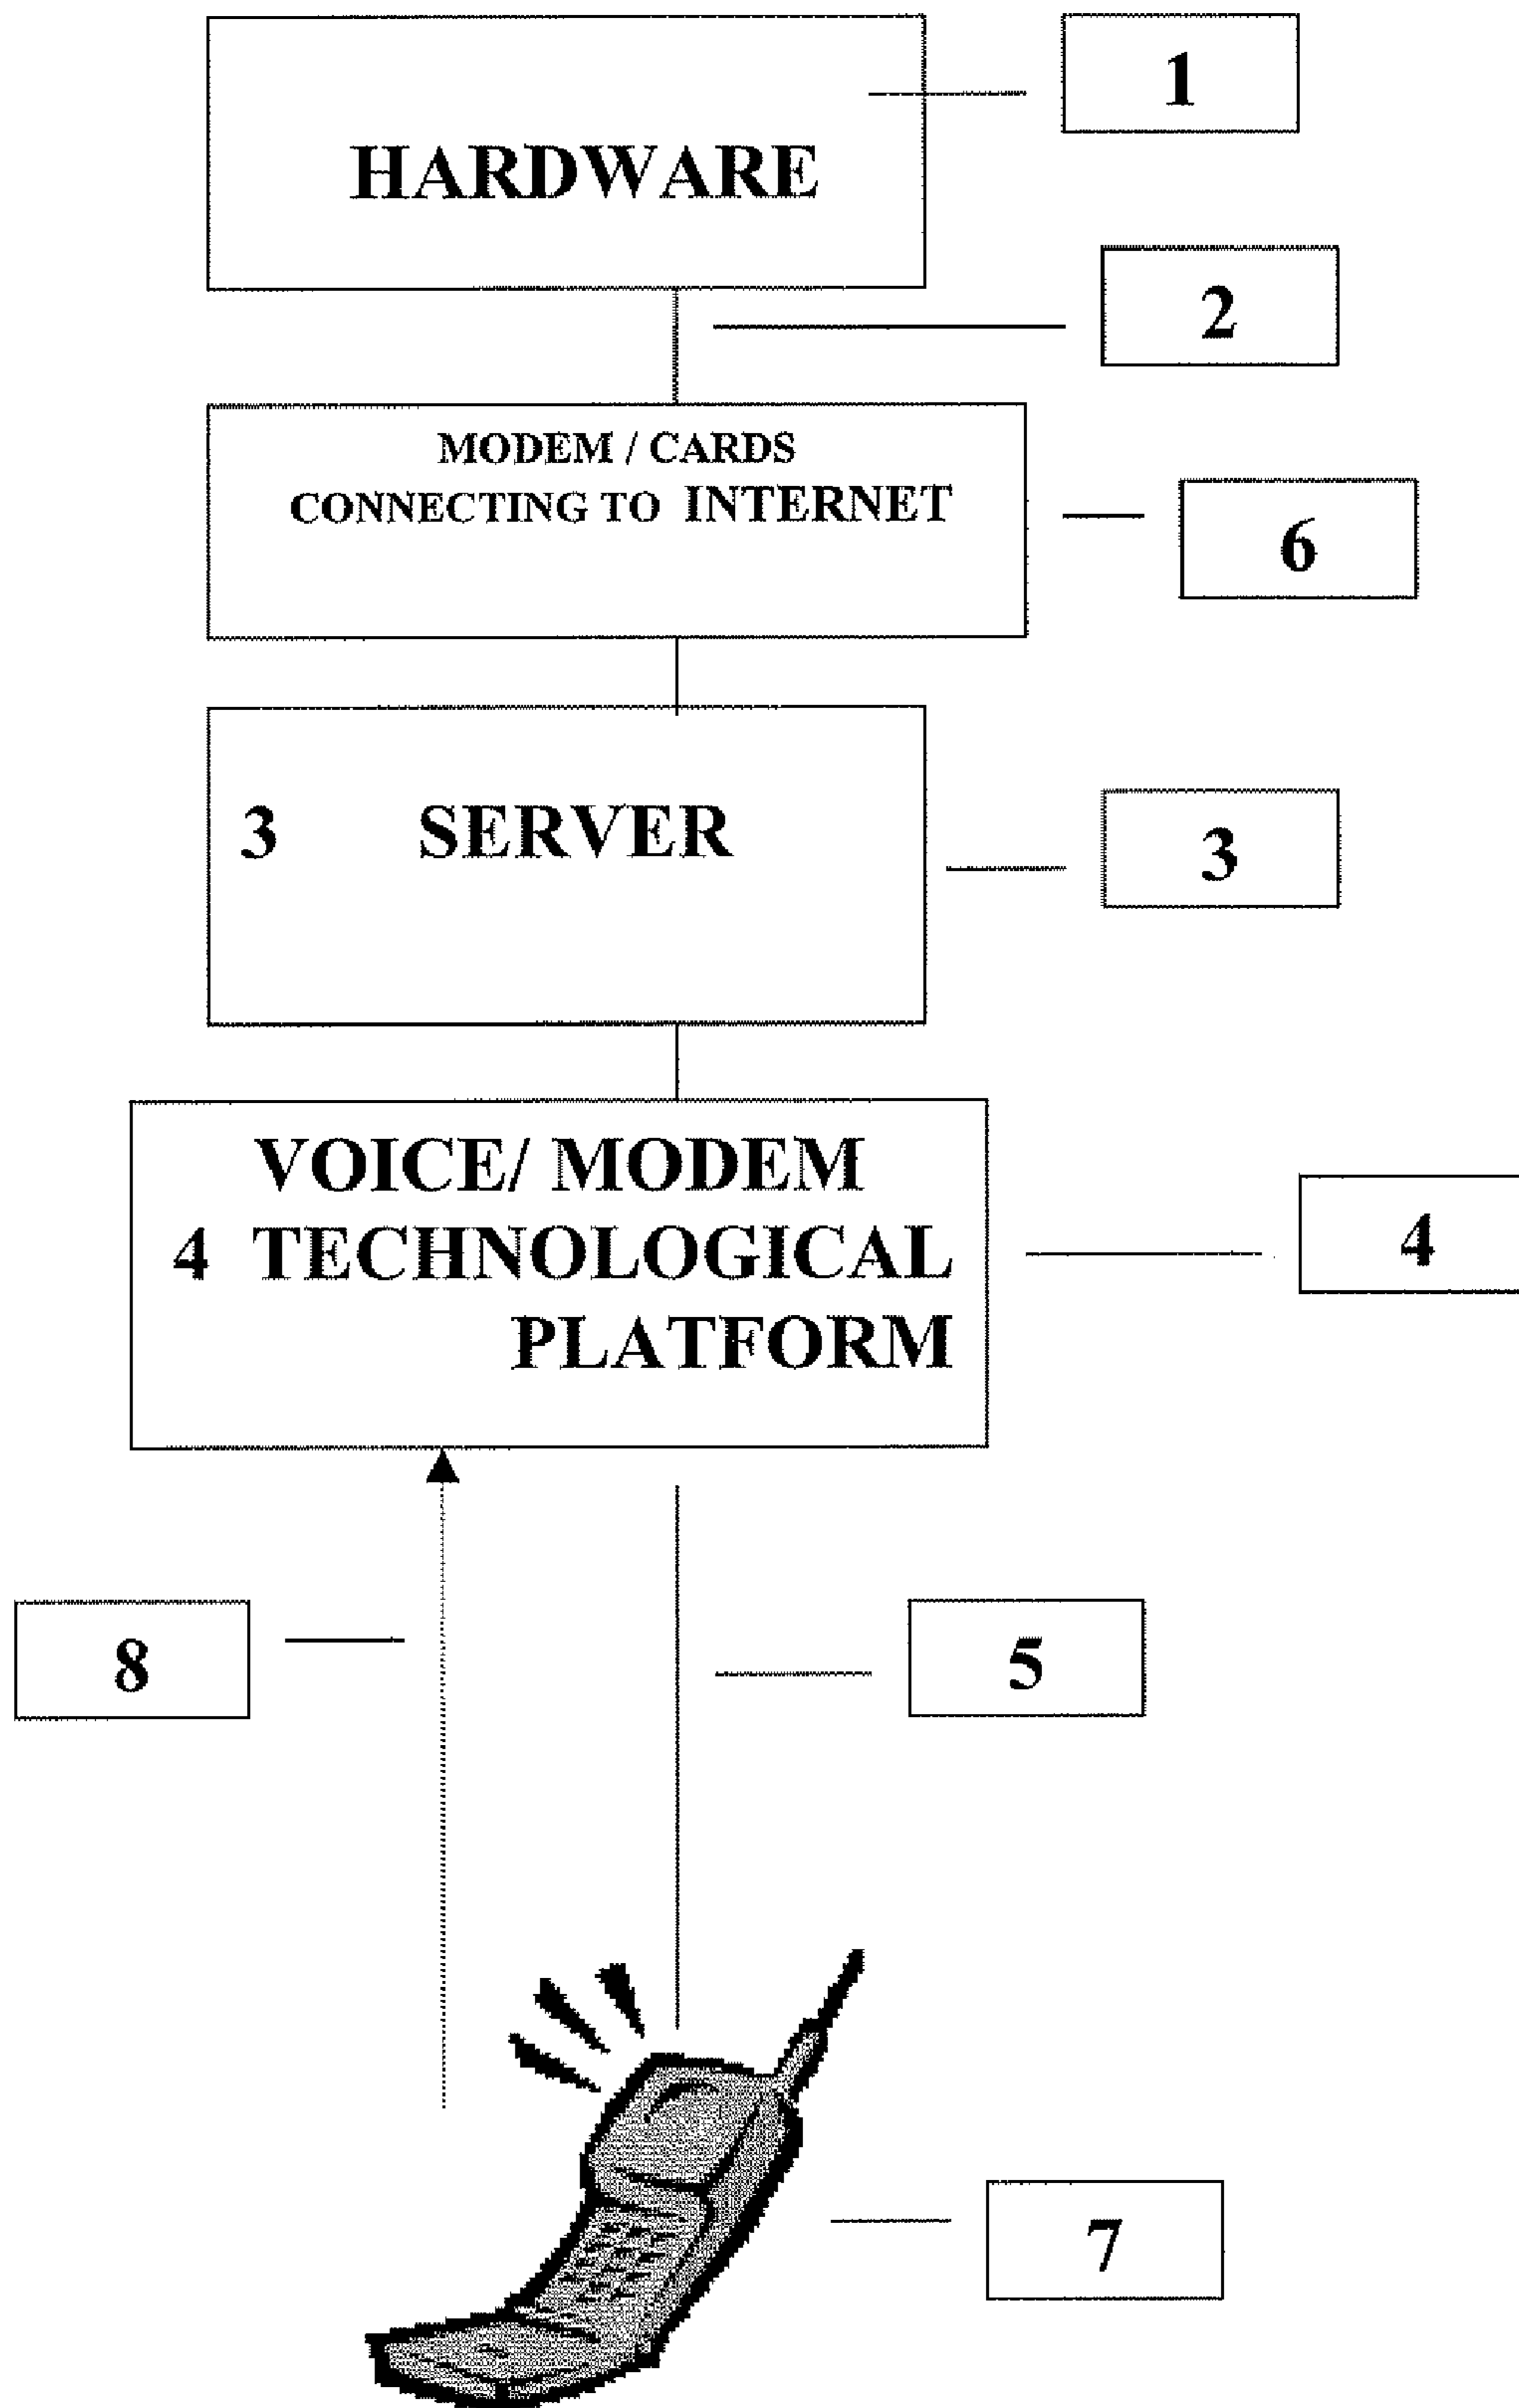 1
HARDWARE
2
MODEM / CARDS
CONNECTING TO INTERNET
6
3 SERVER
3
VOICE/ MODEM
4 TECHNOLOGICAL
PLATFORM
4
8
5
7